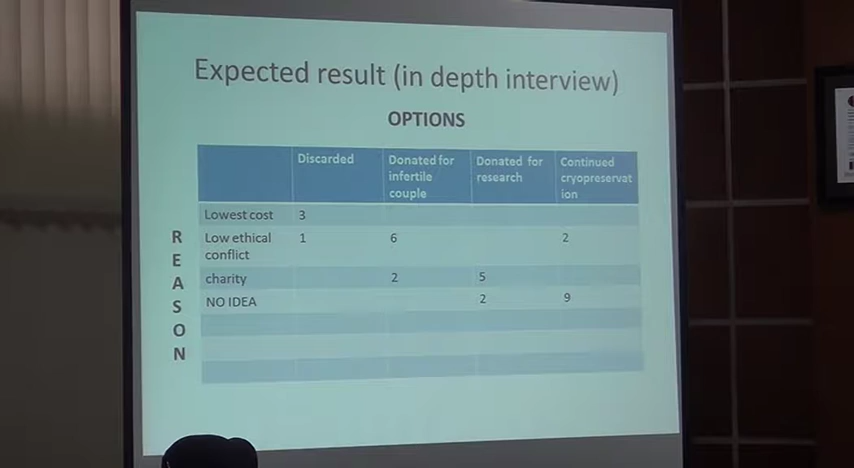 Expected result (in depth interview)
OPTIONS
Discarded
Donated for
infertile
couple
Donated for
research
Continued
cryopreservat
ion
R
E
A
S
O
N
Lowest cost 3
Low ethical 1 6 2
conflict
charity 2 5
NO IDEA 2 9